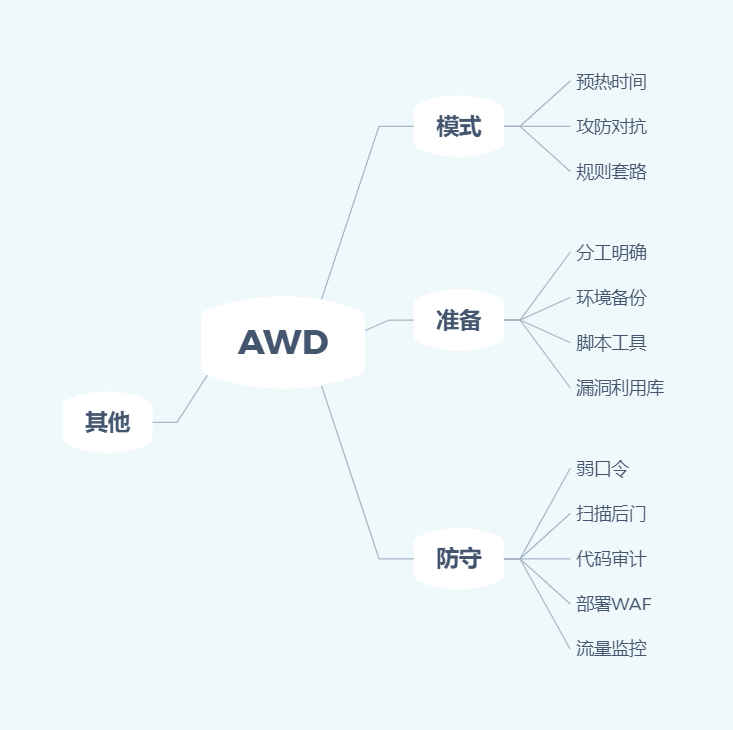 AWD
模式
预热时间
攻防对抗
规则套路
准备
分工明确
环境备份
脚本工具
漏洞利用库
防守
弱口令
扫描后门
代码审计
部署WAF
流量监控
其他